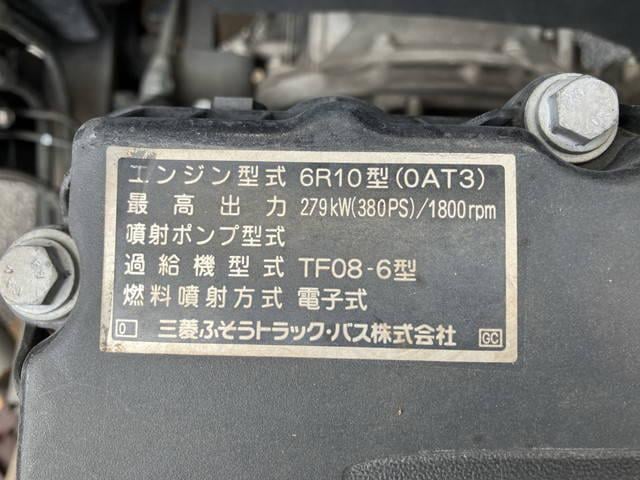 エンジン型式 6R10型(0AT3)
最高出力 279kW(380PS)/1800rpm
噴射ポンプ型式
過給機型式 TF08-6型
燃料噴射方式 電子式
0 三菱ふそうトラック・バス株式会社 GC